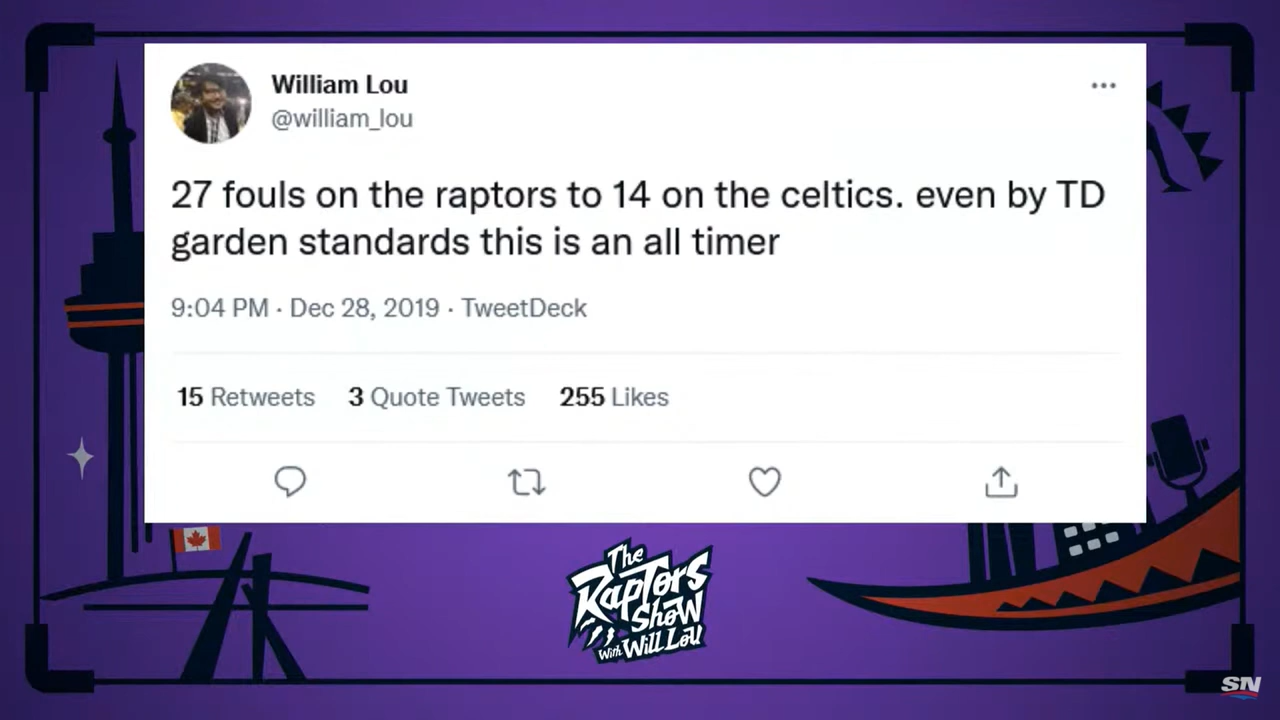 William Lou
@william_lou
27 fouls on the raptors to 14 on the celtics. even by TD
garden standards this is an all timer
9:04 PM · Dec 28, 2019 · TweetDeck
15 Retweets 3 Quote Tweets 255 Likes
The
Raptors
Show
With Will Lou
SN